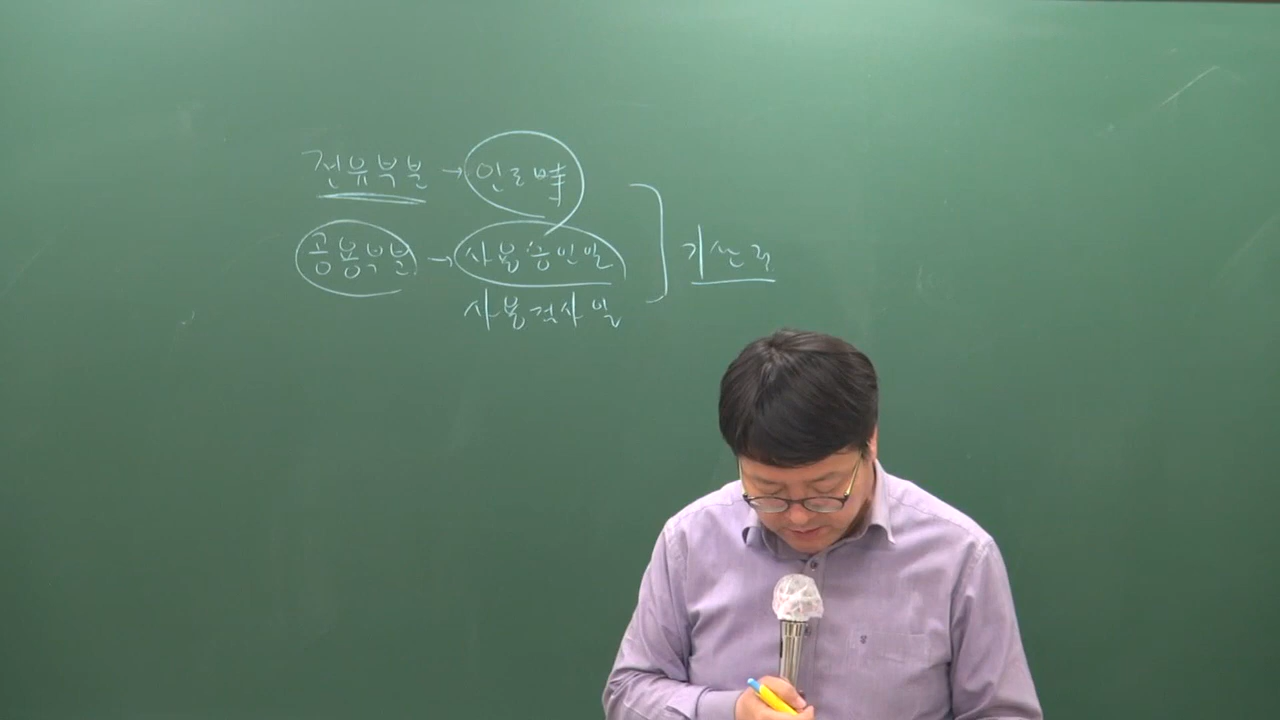 전유부분 → 인도때
공용부분 → 사용승인일
사용검사일
기산점